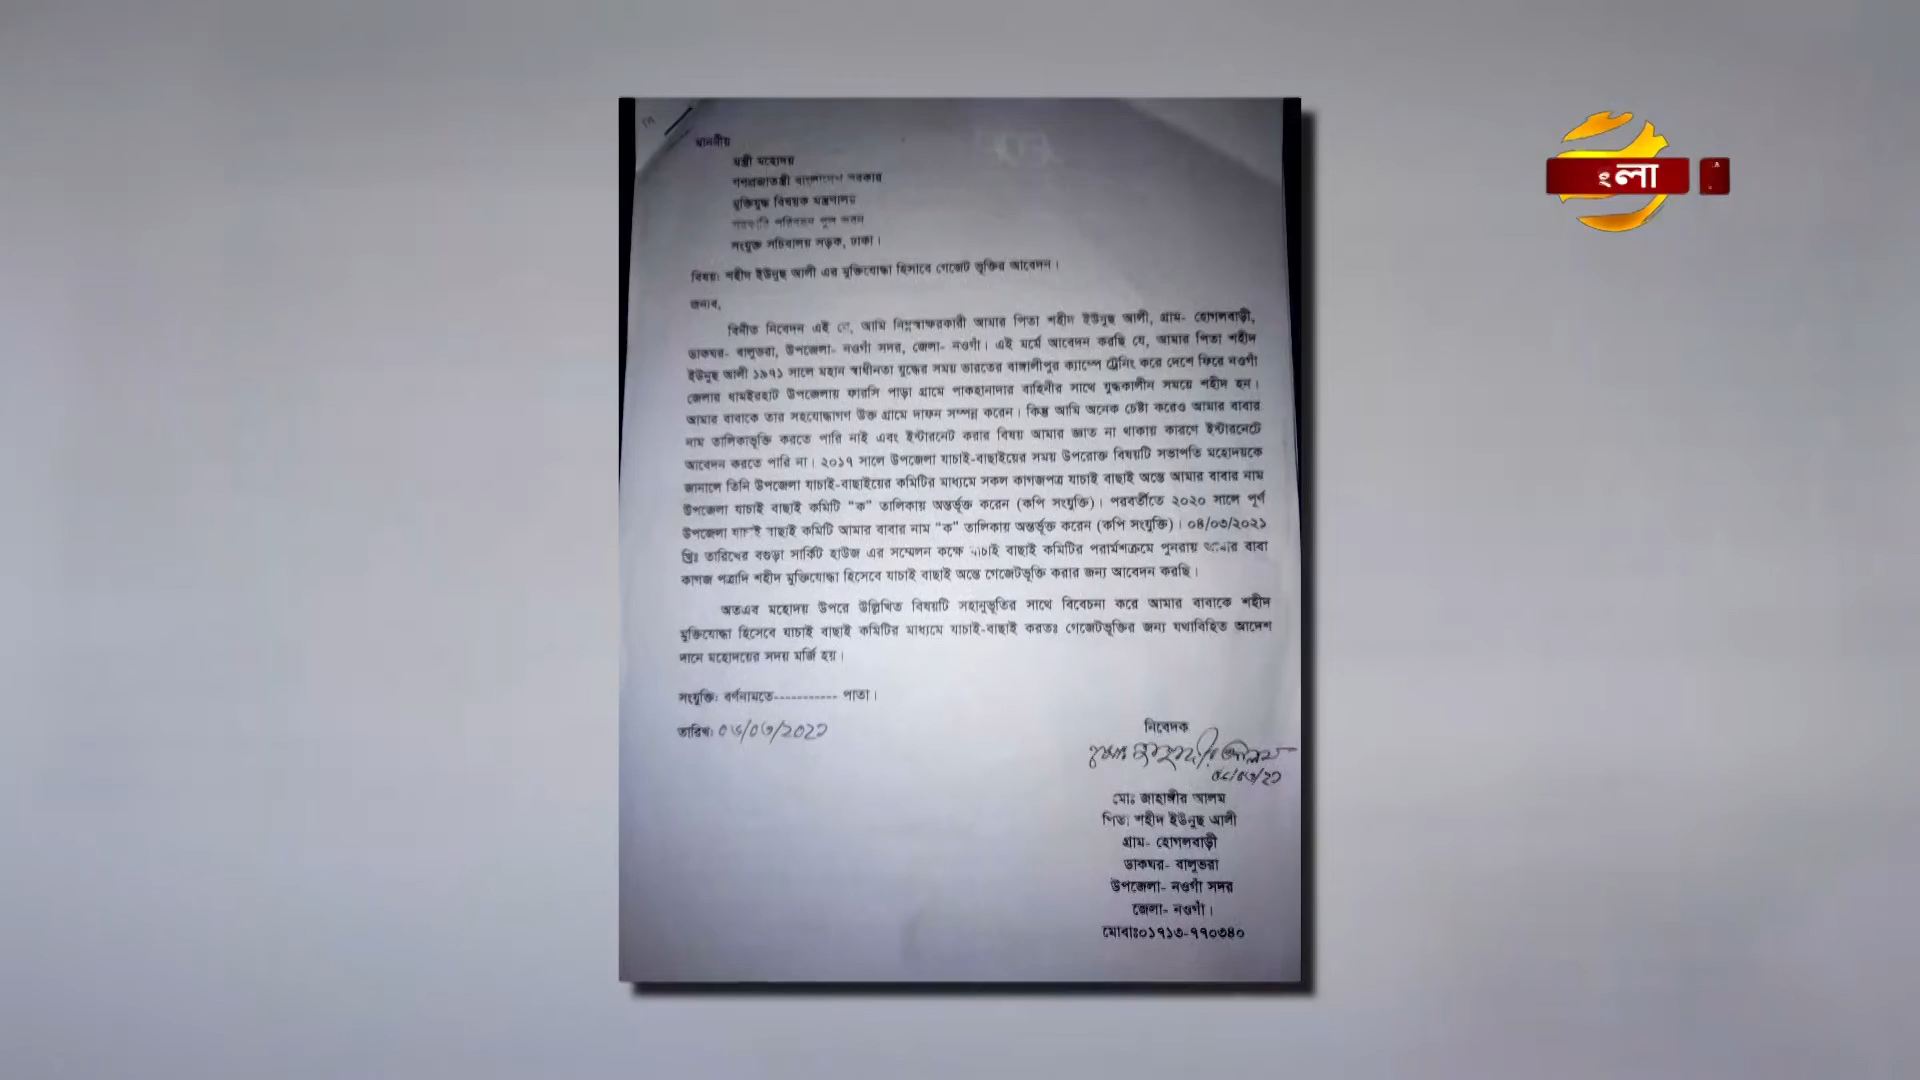 মাননীয়
মন্ত্রী মহোদয়
গণপ্রজাতন্ত্রী বাংলাদেশ সরকার
মুক্তিযুদ্ধ বিষয়ক মন্ত্রণালয়
সরকারি পরিবহন পুল ভবন
সংযুক্ত সচিবালয় সড়ক, ঢাকা।
বিষয়ঃ শহীদ ইউনুছ আলী এর মুক্তিযোদ্ধা হিসাবে গেজেট ভূক্তির আবেদন।
জনাব,
বিনীত নিবেদন এই যে, আমি নিম্নস্বাক্ষরকারী আমার পিতা শহীদ ইউনুছ আলী, গ্রাম- হোগলবাড়ী,
ডাকঘর- বালুভরা, উপজেলা- নওগাঁ সদর, জেলা- নওগাঁ। এই মর্মে আবেদন করছি যে, আমার পিতা শহীদ
ইউনুছ আলী ১৯৭১ সালে মহান স্বাধীনতা যুদ্ধের সময় ভারতের বাঙ্গালীপুর ক্যাম্পে ট্রেনিং করে দেশে ফিরে নওগাঁ
জেলার ধামইরহাট উপজেলায় ফারসি পাড়া গ্রামে পাকহানাদার বাহিনীর সাথে যুদ্ধকালীন সময়ে শহীদ হন।
আমার বাবাকে তার সহযোদ্ধাগণ উক্ত গ্রামে দাফন সম্পন্ন করেন। কিন্তু আমি অনেক চেষ্টা করেও আমার বাবার
নাম তালিকাভূক্তি করতে পারি নাই এবং ইন্টারনেট করার বিষয় আমার জ্ঞাত না থাকায় কারণে ইন্টারনেটে
আবেদন করতে পারি না। ২০১৭ সালে উপজেলা যাচাই-বাছাইয়ের সময় উপরোক্ত বিষয়টি সভাপতি মহোদয়কে
জানালে তিনি উপজেলা যাচাই-বাছাইয়ের কমিটির মাধ্যমে সকল কাগজপত্র যাচাই বাছাই অন্তে আমার বাবার নাম
উপজেলা যাচাই বাছাই কমিটি “ক” তালিকায় অন্তর্ভূক্ত করেন (কপি সংযুক্তি)। পরবর্তীতে ২০২০ সালে পূর্ণ
উপজেলা যাচাই বাছাই কমিটি আমার বাবার নাম “ক” তালিকায় অন্তর্ভূক্ত করেন (কপি সংযুক্তি)। ০৪/০৩/২০২১
খ্রিঃ তারিখের বগুড়া সার্কিট হাউজ এর সম্মেলন কক্ষে যাচাই বাছাই কমিটির পরার্মশক্রমে পুনরায় আমার বাবা
কাগজ পত্রাদি শহীদ মুক্তিযোদ্ধা হিসেবে যাচাই বাছাই অন্তে গেজেটভূক্তি করার জন্য আবেদন করছি।
অতএব মহোদয় উপরে উল্লিখিত বিষয়টি সহানুভূতির সাথে বিবেচনা করে আমার বাবাকে শহীদ
মুক্তিযোদ্ধা হিসেবে যাচাই বাছাই কমিটির মাধ্যমে যাচাই-বাছাই করতঃ গেজেটভূক্তির জন্য যথাবিহিত আদেশ
দানে মহোদয়ের সদয় মর্জি হয়।
সংযুক্তি: বর্ণনামতে----------- পাতা।
তারিখ:
নিবেদক
মোঃ জাহাঙ্গীর আলম
পিতা: শহীদ ইউনুছ আলী
গ্রাম- হোগলবাড়ী
ডাকঘর- বালুভরা
উপজেলা- নওগাঁ সদর
জেলা- নওগাঁ।
মোবাঃ০১৭১৩-৭৭০৩৪০